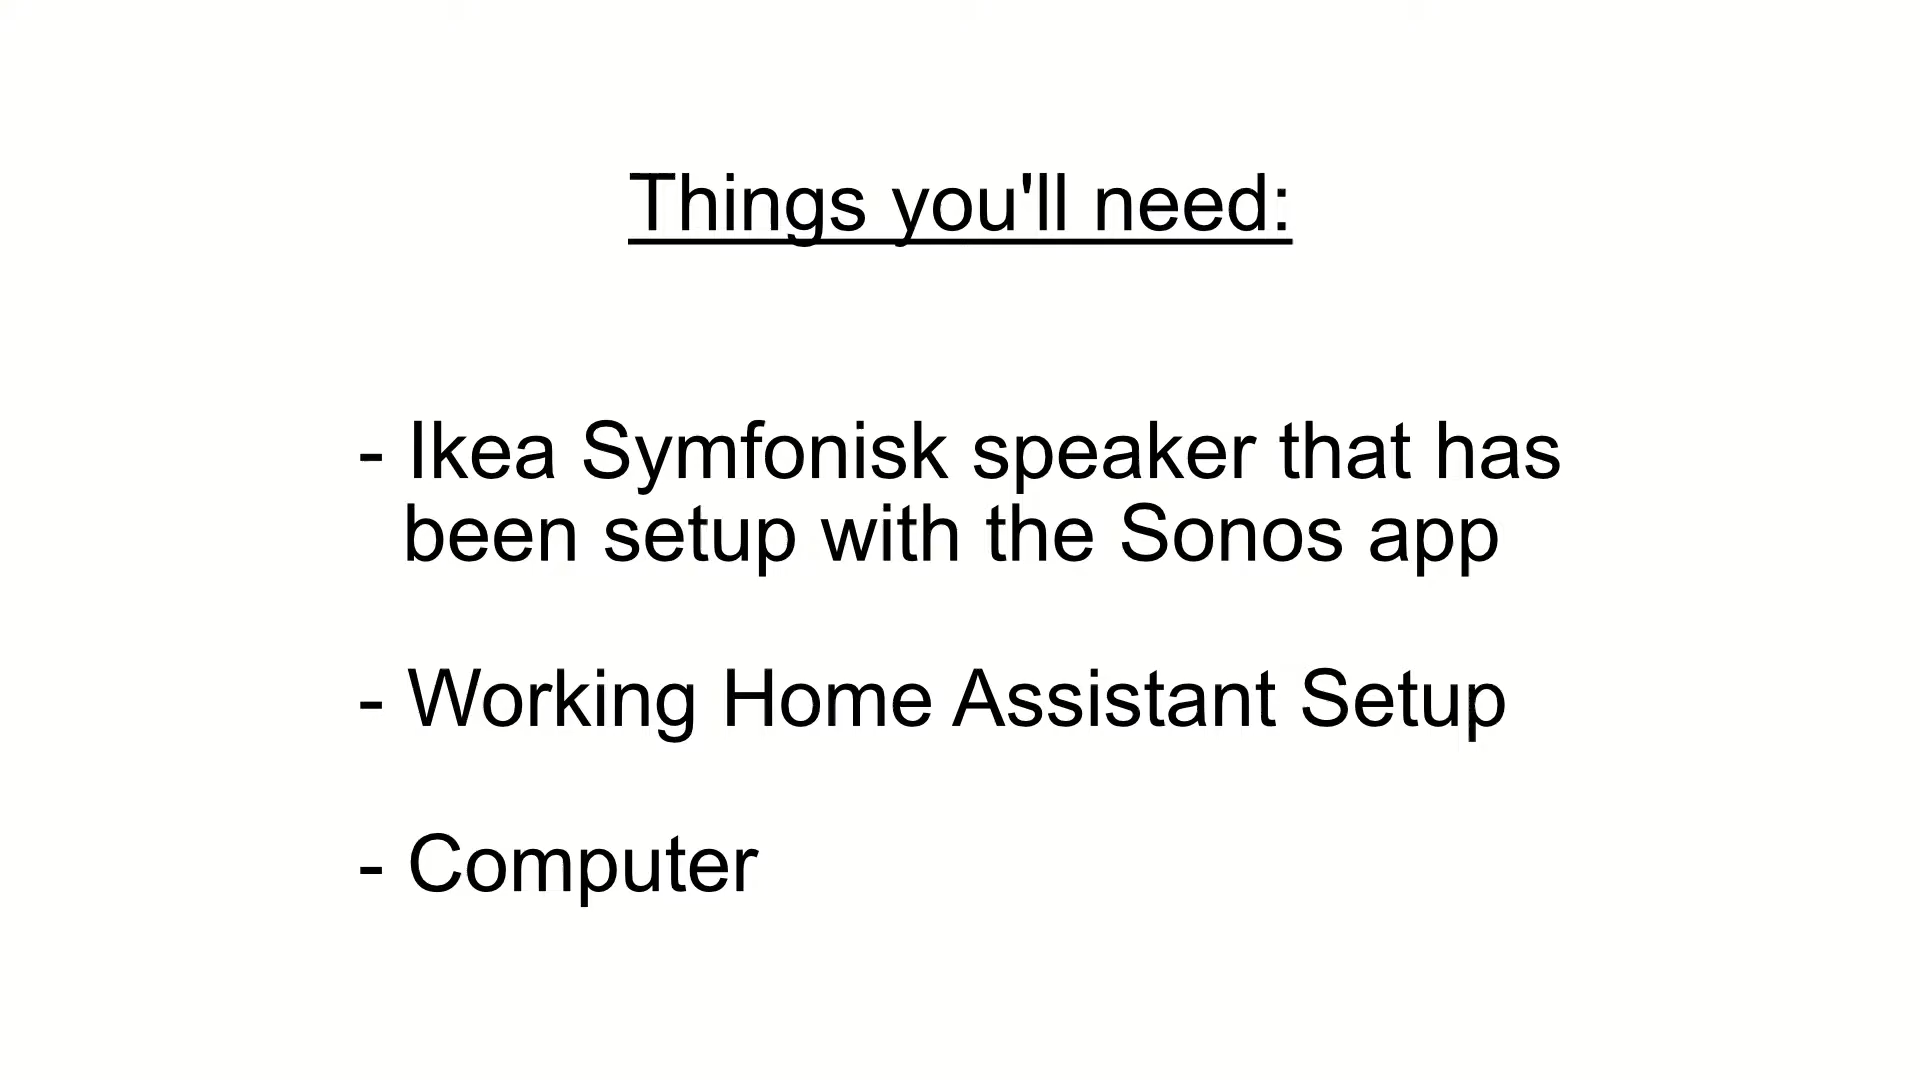 Things you'll need:
- Ikea Symfonisk speaker that has
been setup with the Sonos app
- Working Home Assistant Setup
- Computer